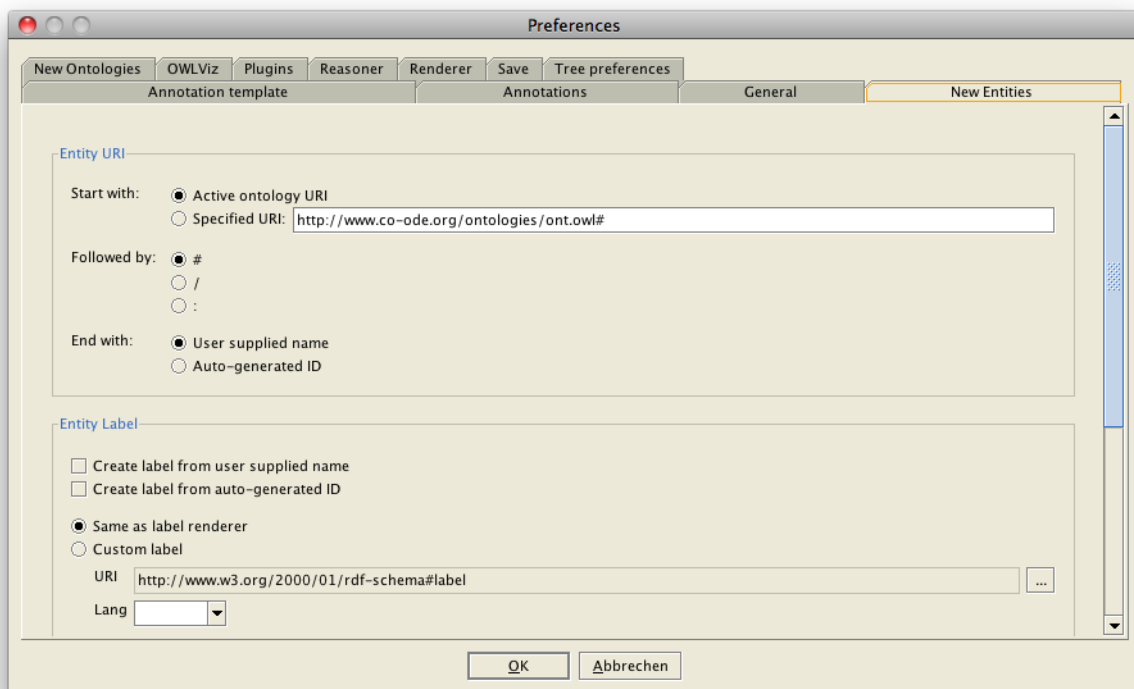 Preferences
New Ontologies OWLViz Plugins Reasoner Renderer Save Tree preferences
Annotation template Annotations General New Entities
Entity URI
Start with: Active ontology URI
Specified URI: http://www.co-ode.org/ontologies/ont.owl#
Followed by: #
/
:
End with: User supplied name
Auto-generated ID
Entity Label
Create label from user supplied name
Create label from auto-generated ID
Same as label renderer
Custom label
URI http://www.w3.org/2000/01/rdf-schema#label ...
Lang
OK Abbrechen